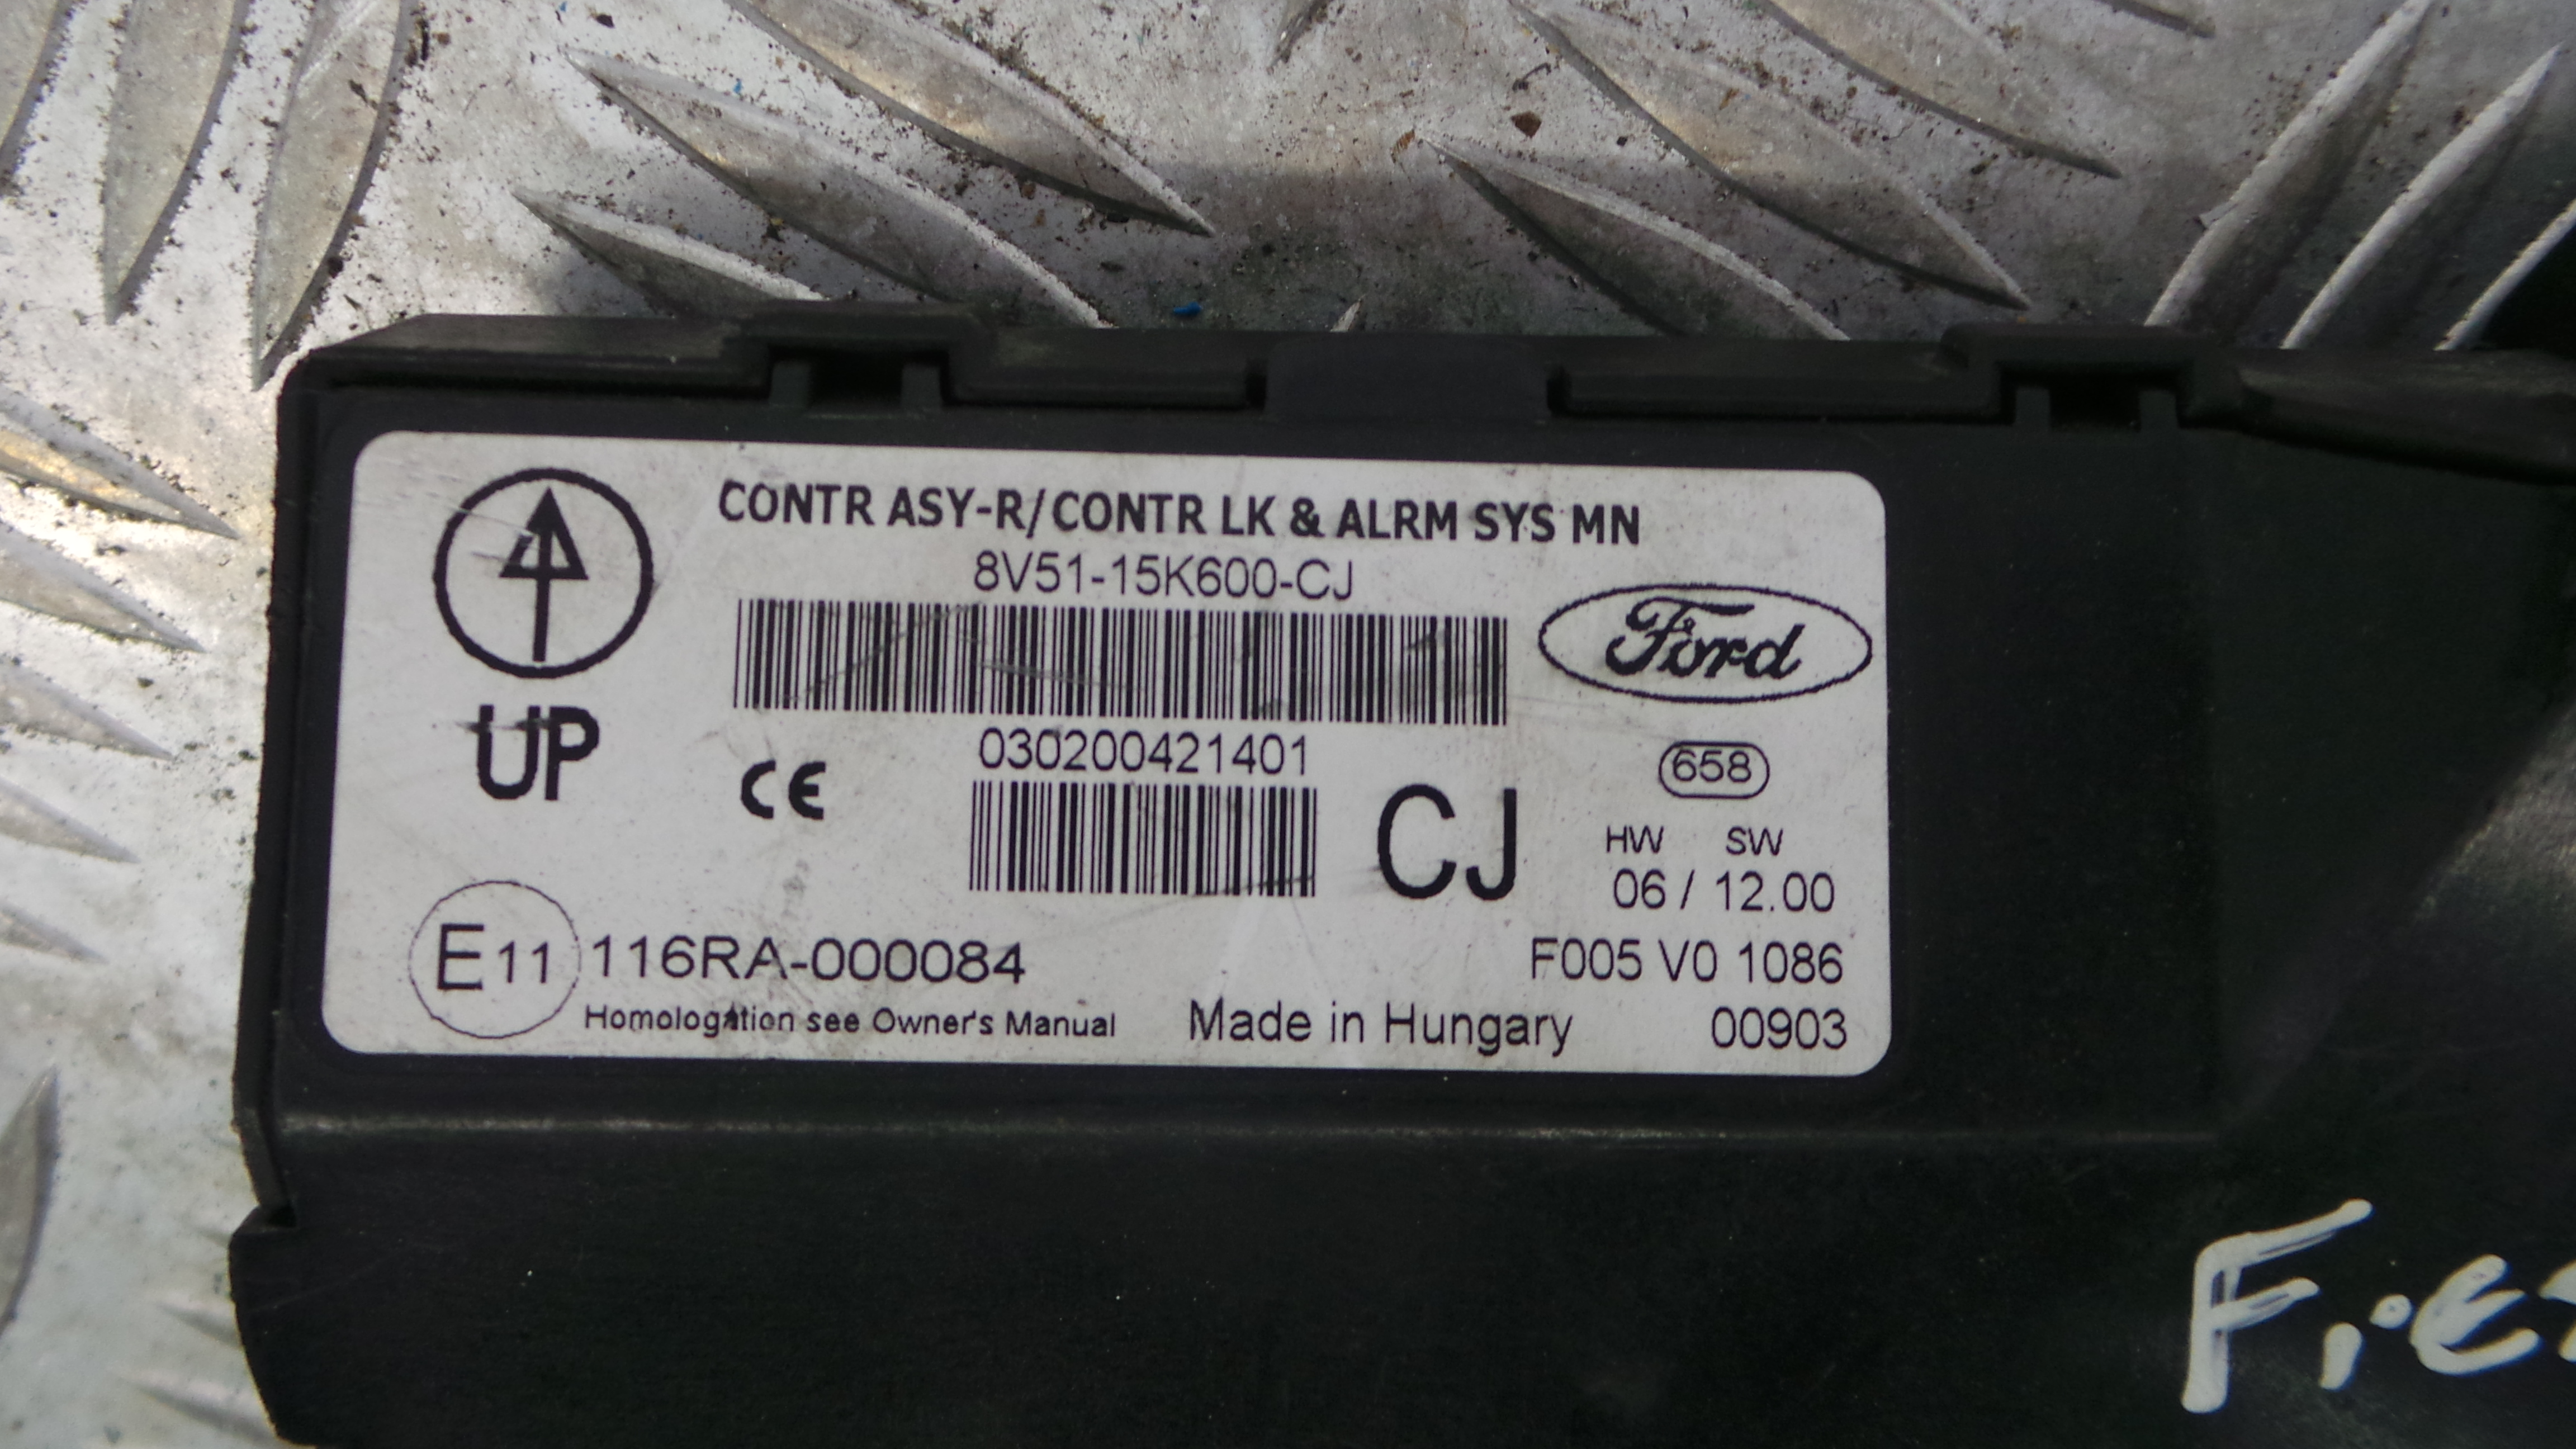 CONTR ASY-R/CONTR LK & ALRM SYS MN
8V51-15K600-CJ
Ford
UP
030200421401
CE
CJ
658
HW SW
06 / 12.00
E11 116RA-000084
F005 V0 1086
Homologation see Owner's Manual
Made in Hungary
00903